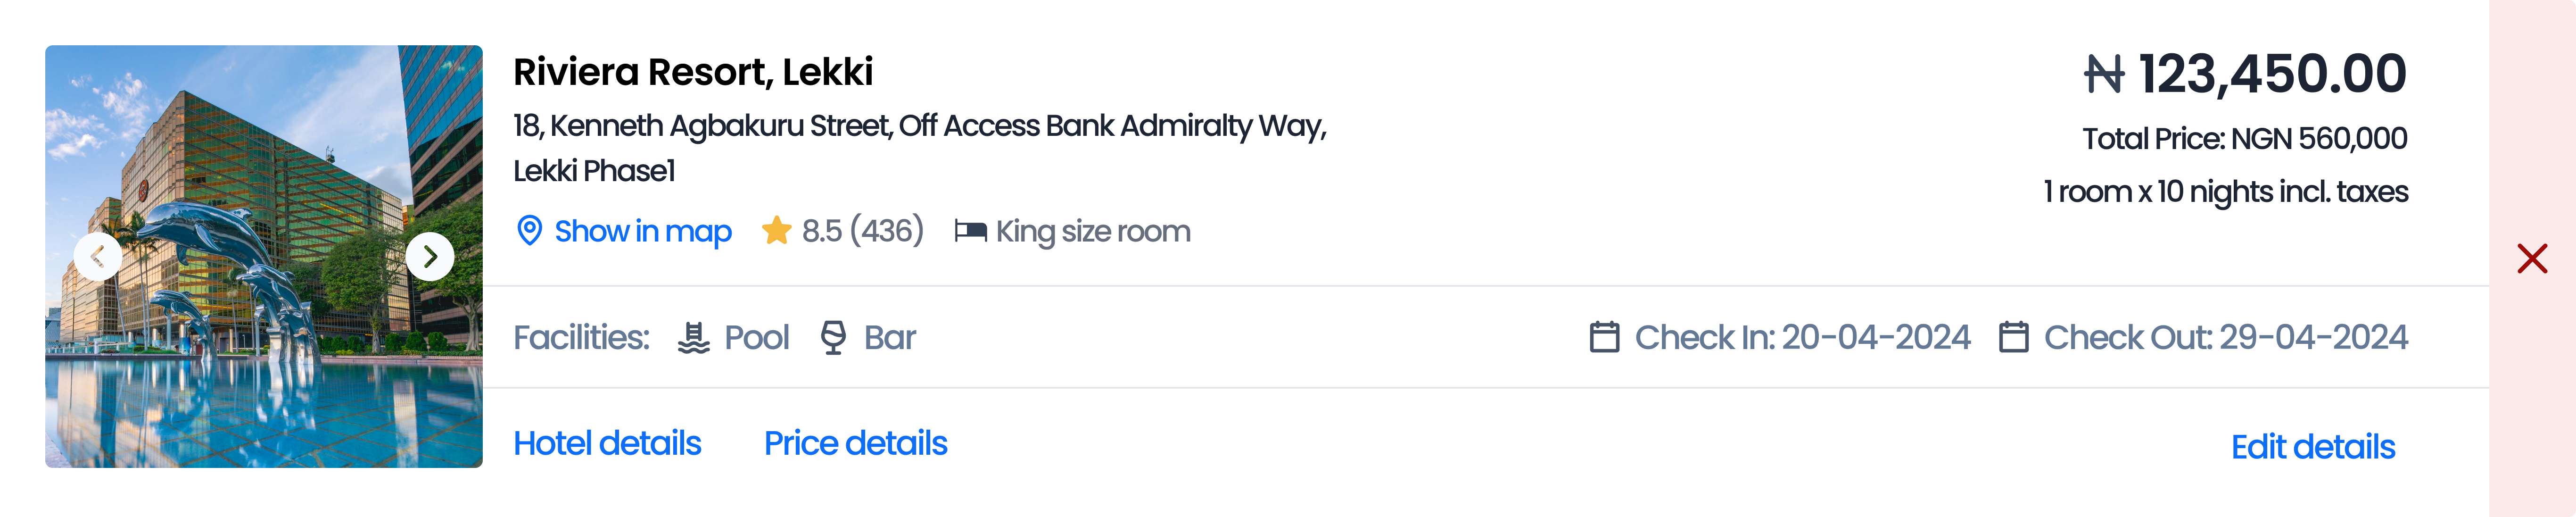 Riviera Resort, Lekki
18, Kenneth Agbakuru Street, Off Access Bank Admiralty Way,
Lekki Phase1
Show in map 8.5 (436) King size room
₦ 123,450.00
Total Price: NGN 560,000
1 room x 10 nights incl. taxes
Facilities: Pool Bar
Check In: 20-04-2024 Check Out: 29-04-2024
Hotel details Price details
Edit details